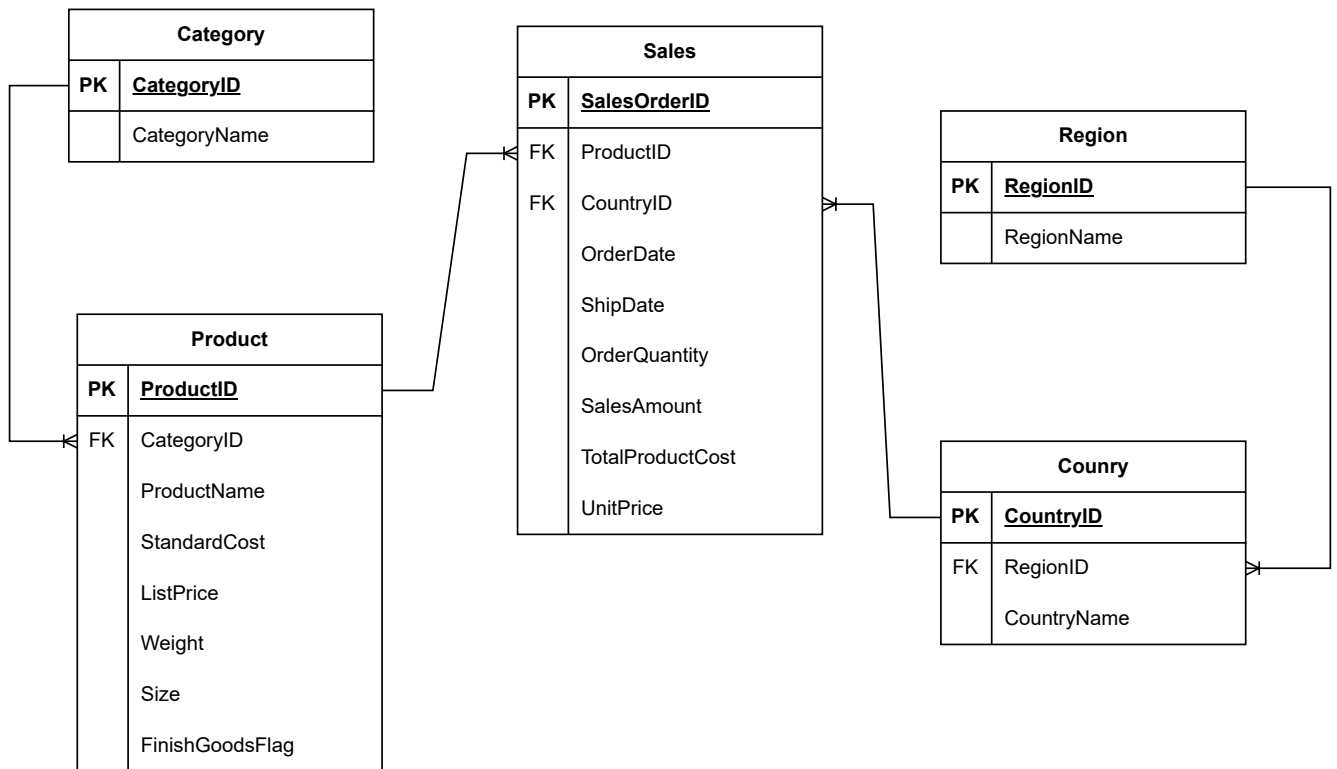 Category
PK CategoryID
CategoryName
Product
PK ProductID
FK CategoryID
ProductName
StandardCost
ListPrice
Weight
Size
FinishGoodsFlag
Sales
PK SalesOrderID
FK ProductID
FK CountryID
OrderDate
ShipDate
OrderQuantity
SalesAmount
TotalProductCost
UnitPrice
Region
PK RegionID
RegionName
Counry
PK CountryID
FK RegionID
CountryName